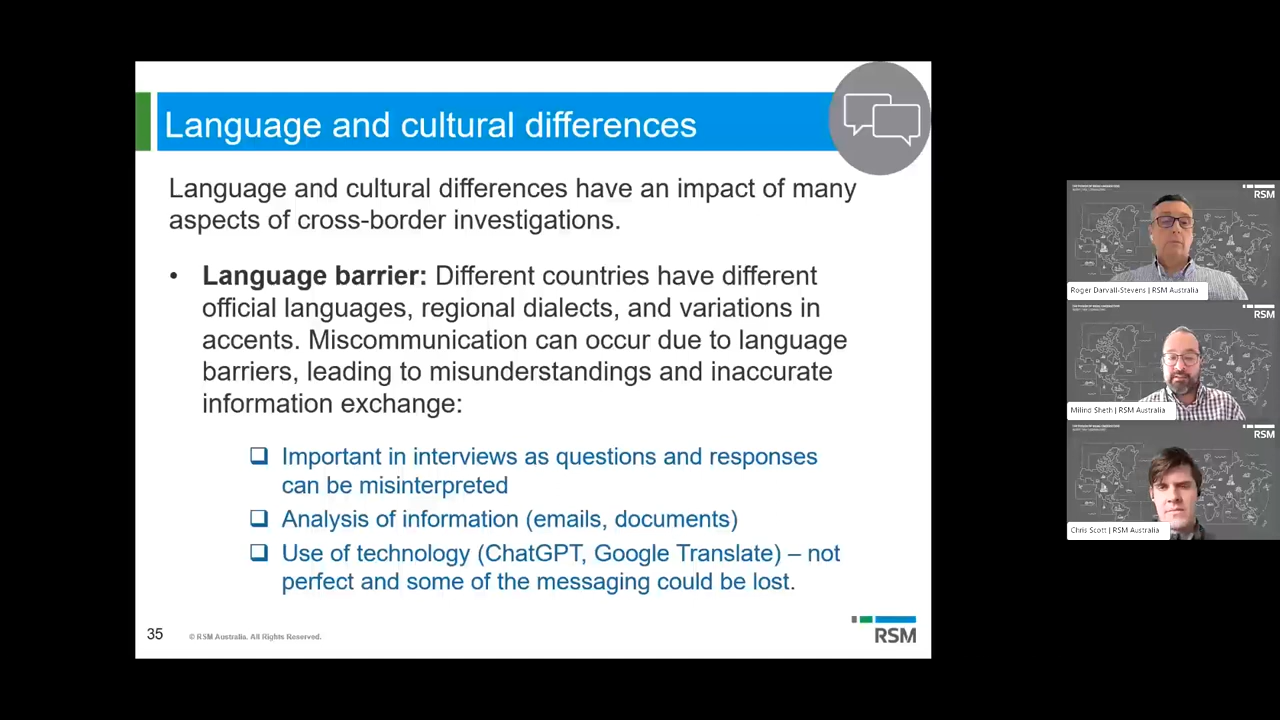 Language and cultural differences
Language and cultural differences have an impact of many
aspects of cross-border investigations.
• Language barrier: Different countries have different
official languages, regional dialects, and variations in
accents. Miscommunication can occur due to language
barriers, leading to misunderstandings and inaccurate
information exchange:
❑ Important in interviews as questions and responses
can be misinterpreted
❑ Analysis of information (emails, documents)
❑ Use of technology (ChatGPT, Google Translate) – not
perfect and some of the messaging could be lost.
35
© RSM Australia. All Rights Reserved.
RSM
RSM
Roger Darvall-Stevens | RSM Australia
RSM
Milind Sheth | RSM Australia
RSM
Chris Scott | RSM Australia